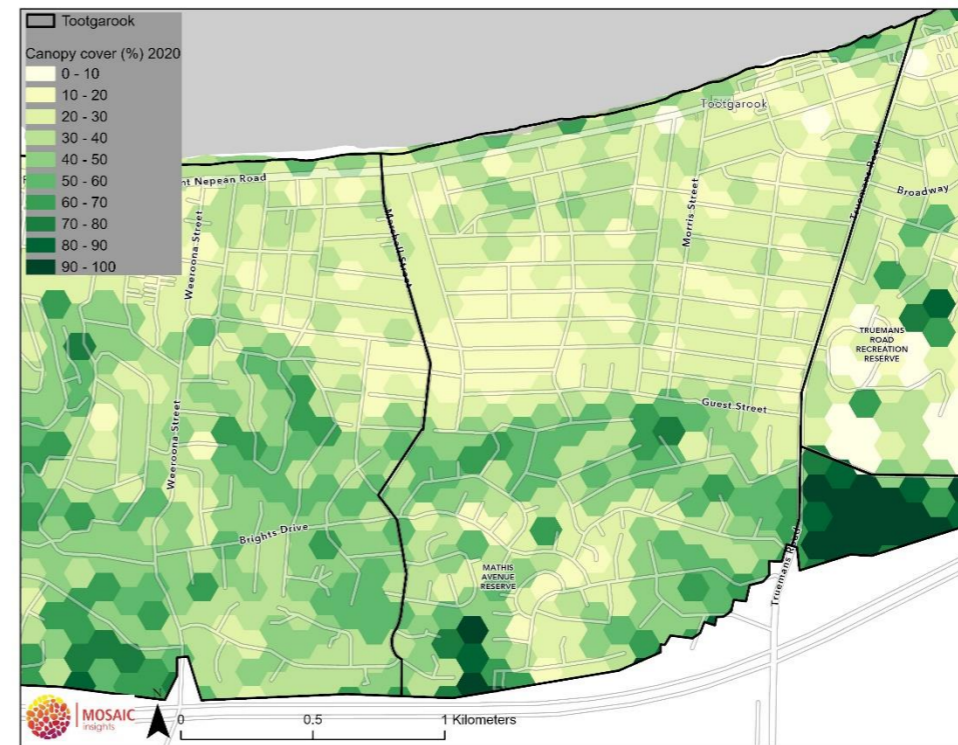 Tootgarook
Canopy cover (%) 2020
0 - 10
10 - 20
20 - 30
30 - 40
40 - 50
50 - 60
60 - 70
70 - 80
80 - 90
90 - 100
Tootgarook
nt Nepean Road
Weeroona Street
Marshall Street
Morris Street
Truemans Road
Broadway
TRUEMANS
ROAD
RECREATION
RESERVE
Guest Street
Weeroona Street
Brights Drive
MATHIS
AVENUE
RESERVE
Truemans Road
MOSAIC
insights
N
0 0.5 1 Kilometers